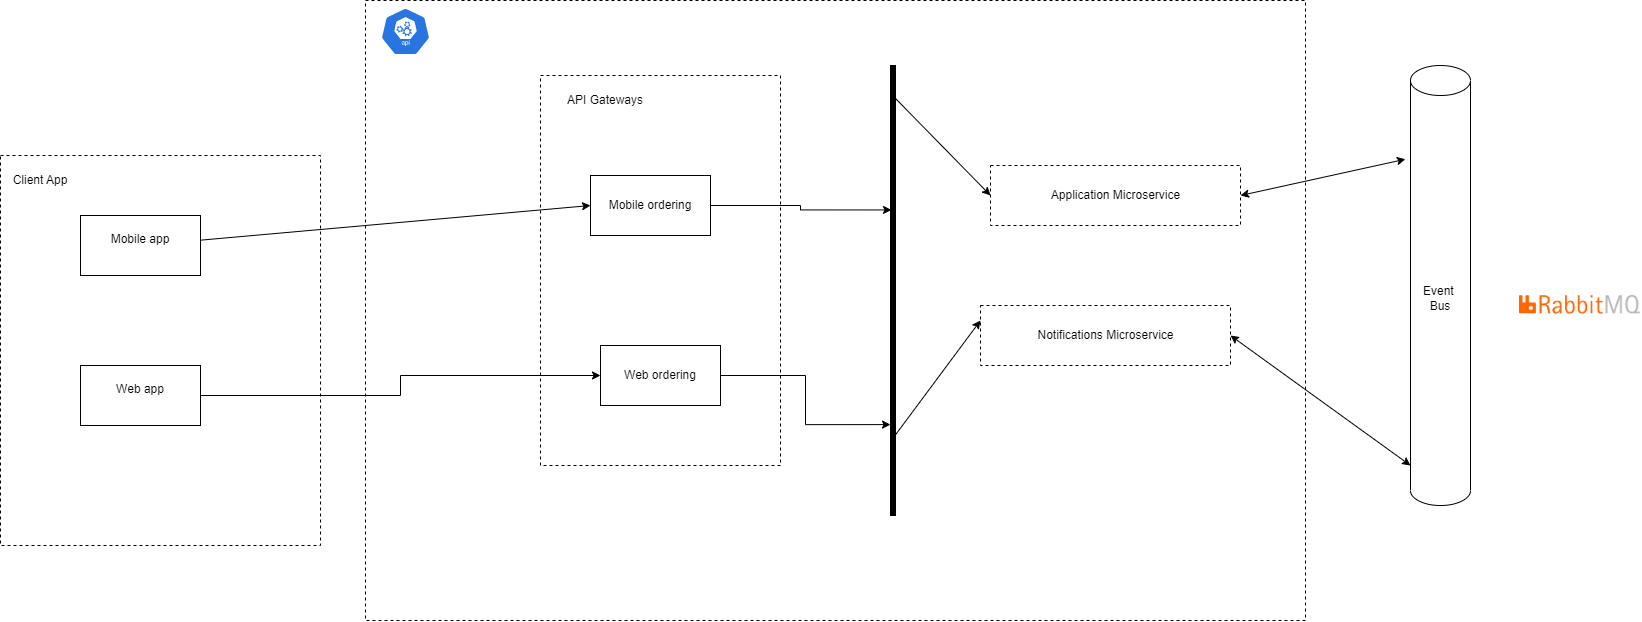 api
API Gateways
Client App
Mobile app
Mobile ordering
Application Microservice
Event
Bus
RabbitMQ
Notifications Microservice
Web app
Web ordering